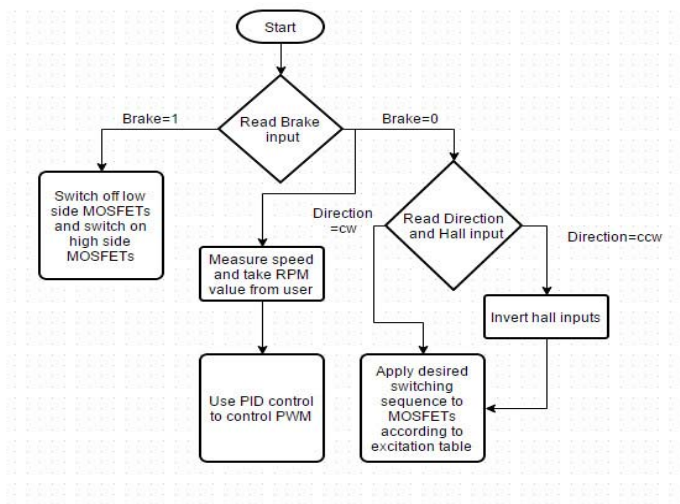 Start
Brake=1
Read Brake
input
Brake=0
Switch off low
side MOSFETs
and switch on
high side
MOSFETs
Direction
=cw
Read Direction
and Hall input
Direction=ccw
Measure speed
and take RPM
value from user
Invert hall inputs
Use PID control
to control PWM
Apply desired
switching
sequence to
MOSFETs
according to
excitation table